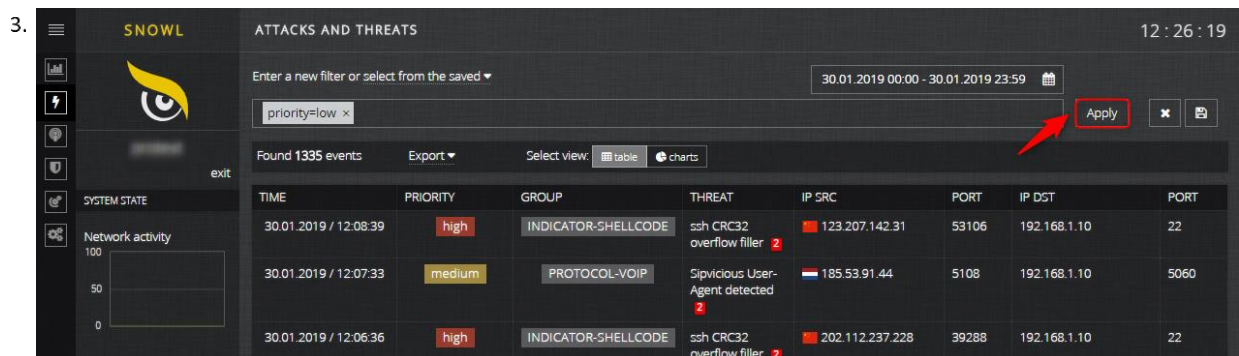 3.
SNOWL
ATTACKS AND THREATS
12 : 26 : 19
Enter a new filter or select from the saved
30.01.2019 00:00 - 30.01.2019 23:59
priority=low ×
Apply
exit
Found 1335 events Export Select view: table charts
SYSTEM STATE
Network activity
100
50
0
TIME PRIORITY GROUP THREAT IP SRC PORT IP DST PORT
30.01.2019 / 12:08:39 high INDICATOR-SHELLCODE ssh CRC32 123.207.142.31 53106 192.168.1.10 22
overflow filler 2
30.01.2019 / 12:07:33 medium PROTOCOL-VOIP Sipvicious User- 185.53.91.44 5108 192.168.1.10 5060
Agent detected
2
30.01.2019 / 12:06:36 high INDICATOR-SHELLCODE ssh CRC32 202.112.237.228 39288 192.168.1.10 22
overflow filler 2